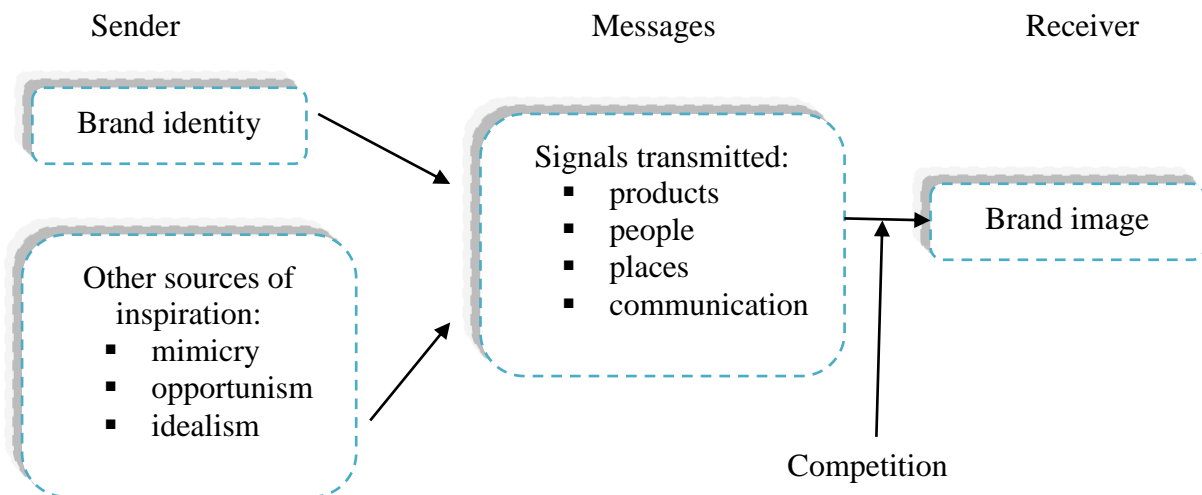 Sender
Messages
Receiver
Brand identity
Other sources of
inspiration:
▪ mimicry
▪ opportunism
▪ idealism
Signals transmitted:
▪ products
▪ people
▪ places
▪ communication
Brand image
Competition